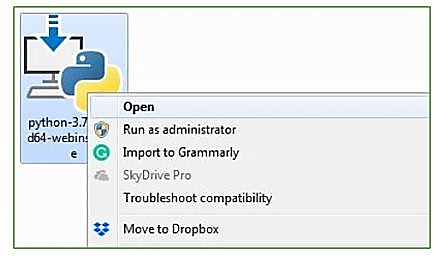 python-3.7
d64-webins
e
Open
Run as administrator
Import to Grammarly
SkyDrive Pro
Troubleshoot compatibility
Move to Dropbox